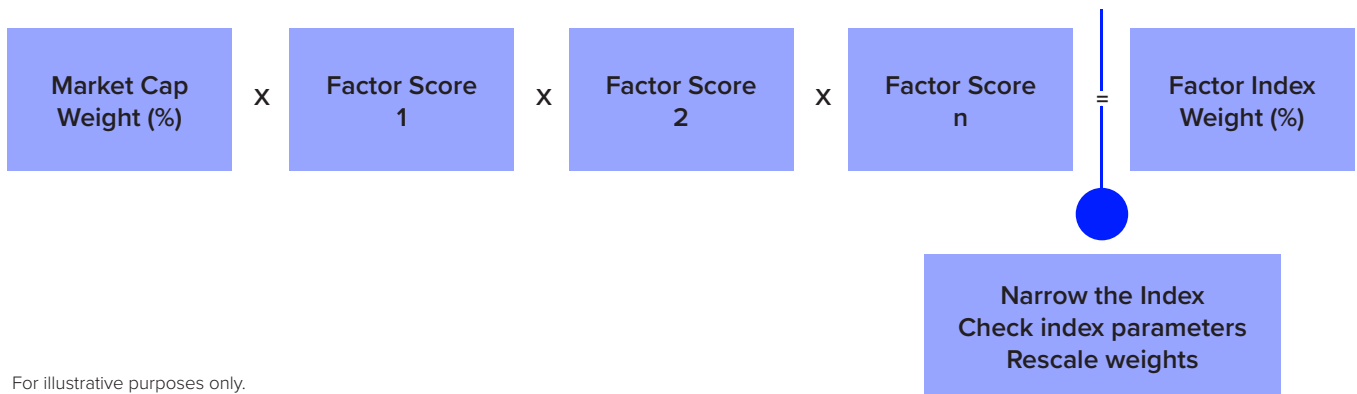 Market Cap
Weight (%)
x
Factor Score
1
x
Factor Score
2
x
Factor Score
n
=
Factor Index
Weight (%)
Narrow the Index
Check index parameters
Rescale weights
For illustrative purposes only.